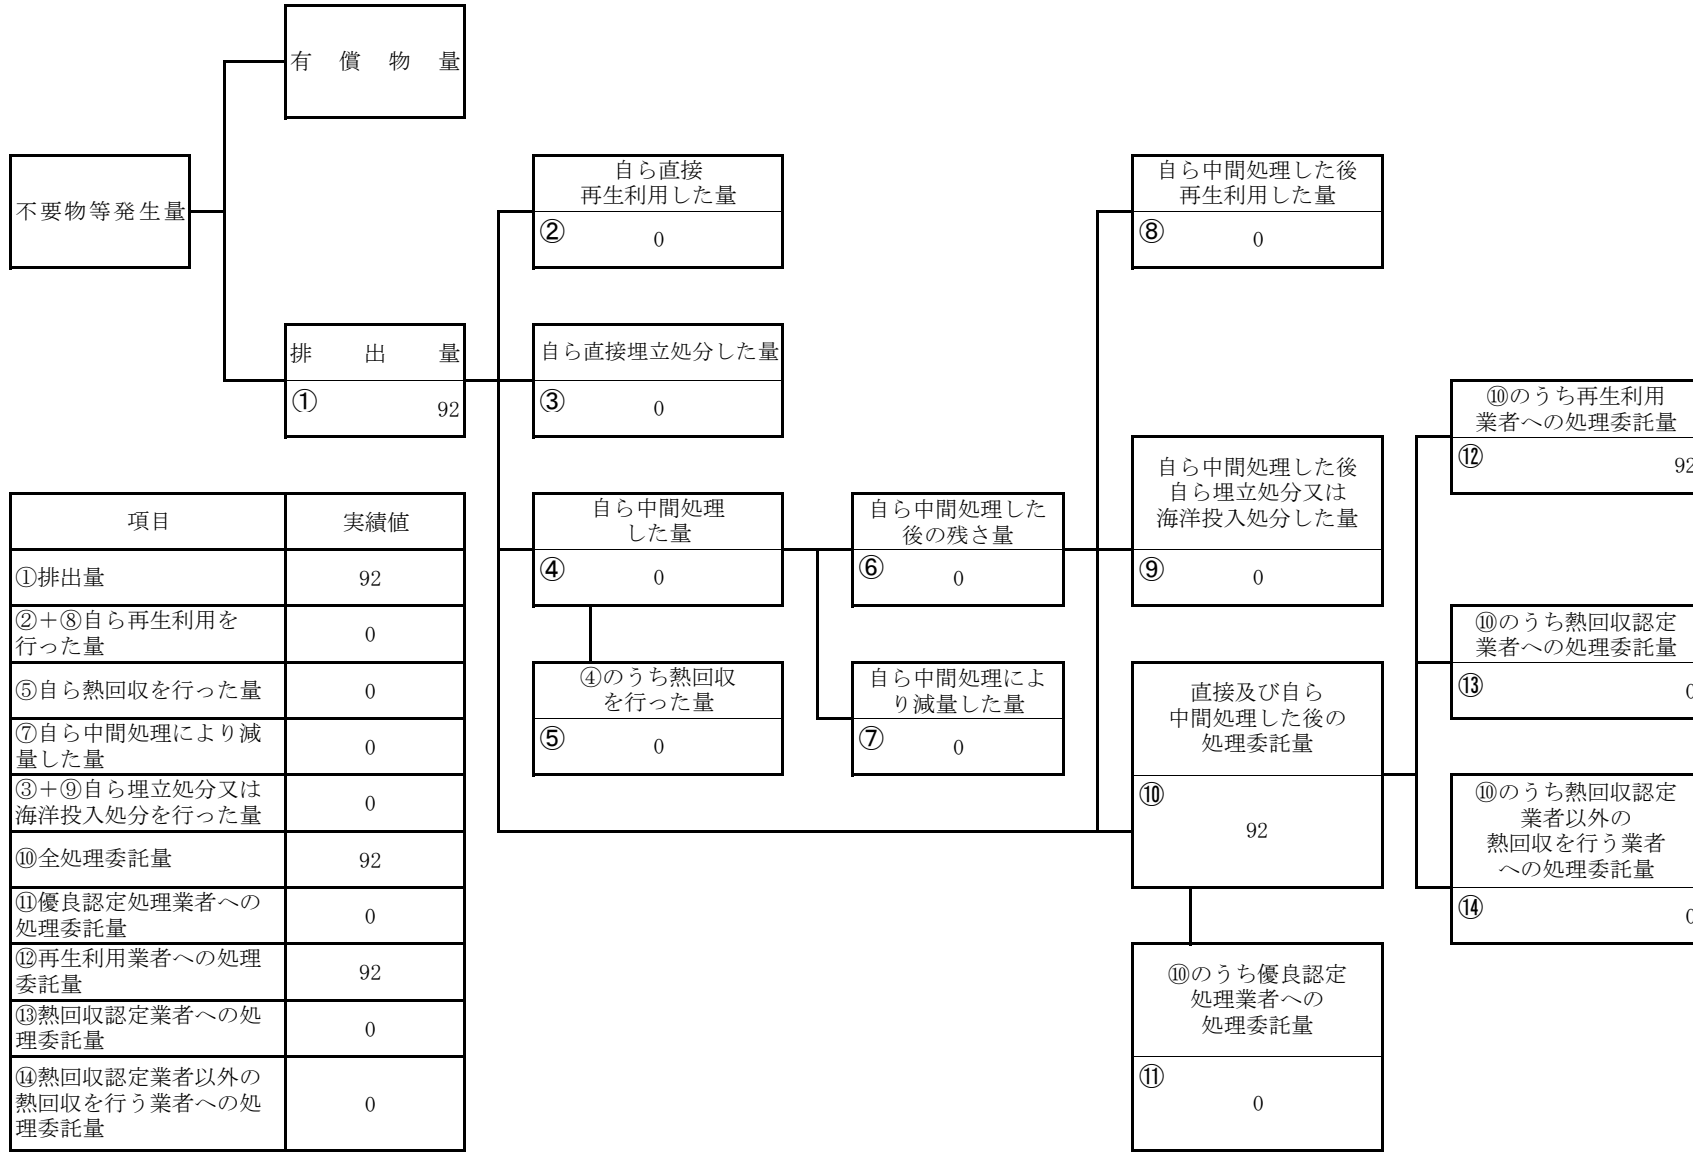 有償物量
不要物等発生量
排出量
① 92
自ら直接
再生利用した量
② 0
自ら直接埋立処分した量
③ 0
自ら中間処理
した量
④ 0
④のうち熱回収
を行った量
⑤ 0
自ら中間処理した
後の残さ量
⑥ 0
自ら中間処理によ
り減量した量
⑦ 0
自ら中間処理した後
再生利用した量
⑧ 0
自ら中間処理した後
自ら埋立処分又は
海洋投入処分した量
⑨ 0
直接及び自ら
中間処理した後の
処理委託量
⑩
92
⑩のうち優良認定
処理業者への
処理委託量
⑪
0
⑩のうち再生利用
業者への処理委託量
⑫ 92
⑩のうち熱回収認定
業者への処理委託量
⑬ 0
⑩のうち熱回収認定
業者以外の
熱回収を行う業者
への処理委託量
⑭ 0
項目 実績値
①排出量 92
②+⑧自ら再生利用を
行った量 0
⑤自ら熱回収を行った量 0
⑦自ら中間処理により減
量した量 0
③+⑨自ら埋立処分又は
海洋投入処分を行った量 0
⑩全処理委託量 92
⑪優良認定処理業者への
処理委託量 0
⑫再生利用業者への処理
委託量 92
⑬熱回収認定業者への処
理委託量 0
⑭熱回収認定業者以外の
熱回収を行う業者への処
理委託量 0